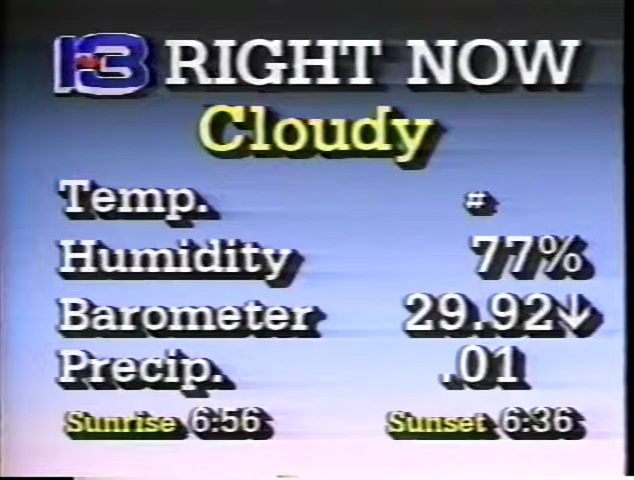 13 RIGHT NOW
Cloudy
Temp. #
Humidity 77%
Barometer 29.92↓
Precip. .01
Sunrise 6:56 Sunset 6:36